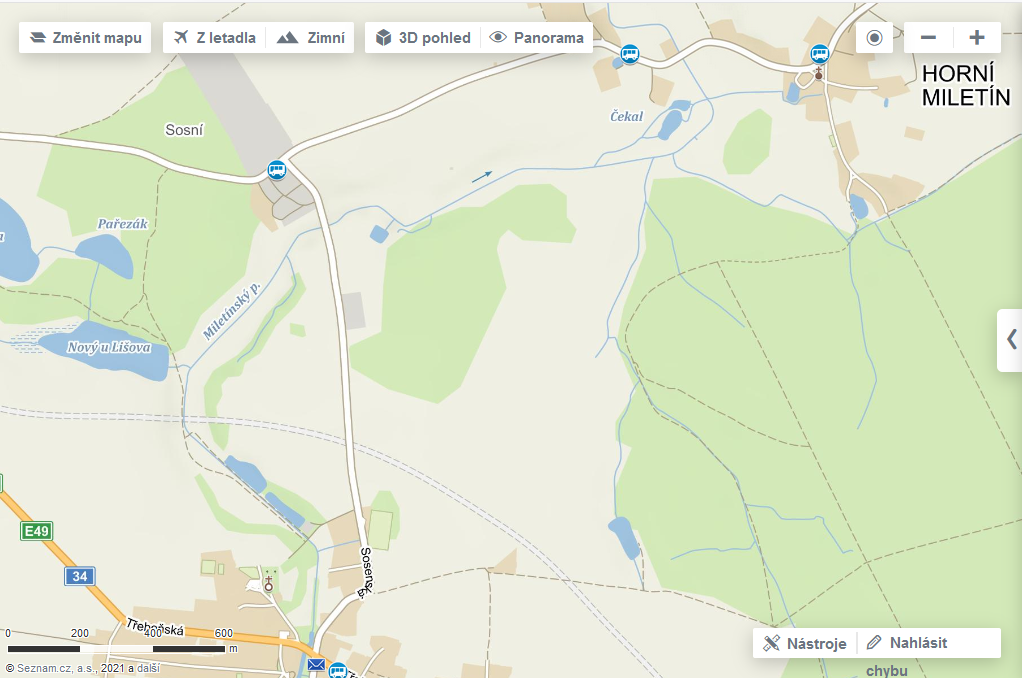 Změnit mapu
Z letadla
Zimní
3D pohled
Panorama
HORNÍ
MILETÍN
Čekal
Sosní
Pařezák
a
Miletínský p.
Nový u Lišova
E49
34
Sosenská
Třeboňská
0 200 400 600
m
© Seznam.cz, a.s., 2021 a další
Nástroje
Nahlásit
chybu